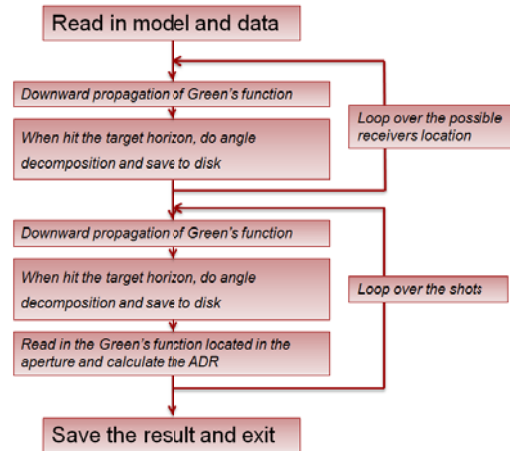 Read in model and data
Downward propagation of Green's function
When hit the target horizon, do angle
decomposition and save to disk
Loop over the possible
receivers location
Downward propagation of Green's function
When hit the target horizon, do angle
decomposition and save to disk
Loop over the shots
Read in the Green's function located in the
aperture and calculate the ADR
Save the result and exit